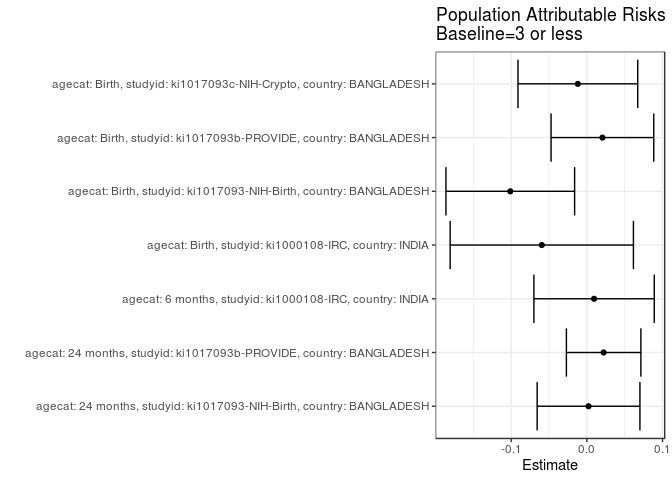 Population Attributable Risks
Baseline=3 or less
agecat: Birth, studyid: ki1017093c-NIH-Crypto, country: BANGLADESH
agecat: Birth, studyid: ki1017093b-PROVIDE, country: BANGLADESH
agecat: Birth, studyid: ki1017093-NIH-Birth, country: BANGLADESH
agecat: Birth, studyid: ki1000108-IRC, country: INDIA
agecat: 6 months, studyid: ki1000108-IRC, country: INDIA
agecat: 24 months, studyid: ki1017093b-PROVIDE, country: BANGLADESH
agecat: 24 months, studyid: ki1017093-NIH-Birth, country: BANGLADESH
-0.1 0.0 0.1
Estimate